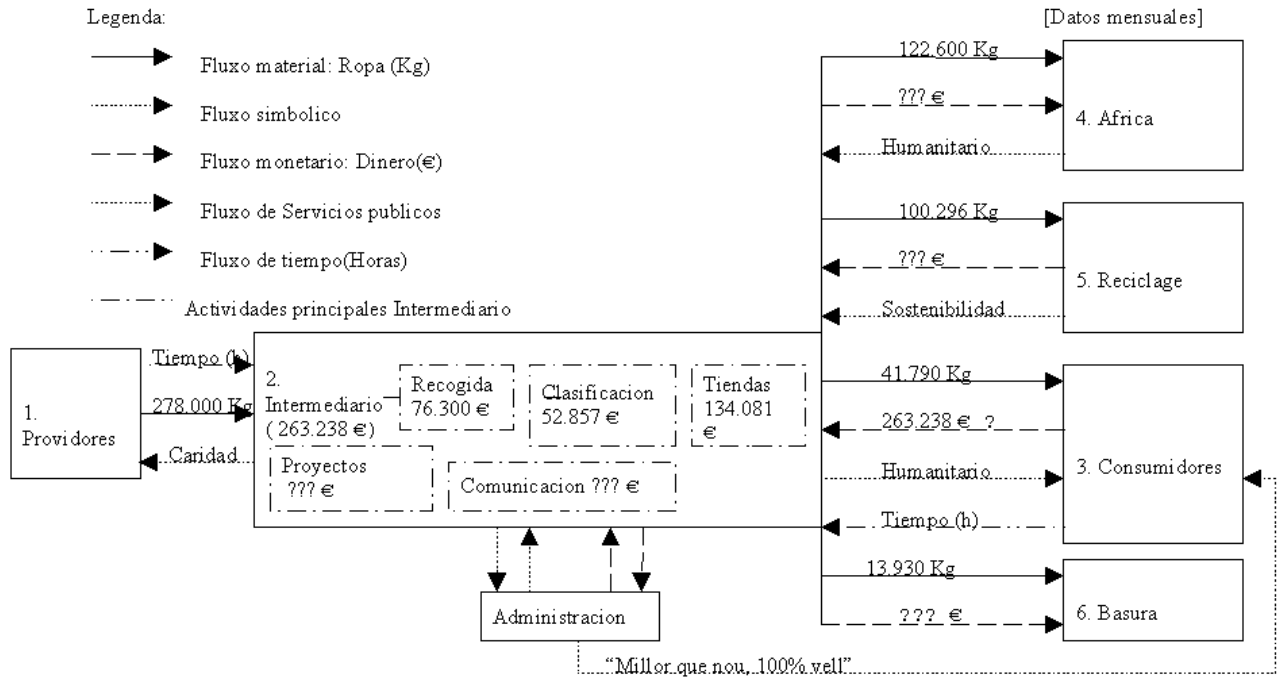 Legenda:
[Datos mensuales]
Fluxo material: Ropa (Kg)
Fluxo simbolico
Fluxo monetario: Dinero(€)
Fluxo de Servicios publicos
Fluxo de tiempo(Horas)
Actividades principales Intermediario
122.600 Kg
??? €
Humanitario
4. Africa
100.296 Kg
??? €
Sostenibilidad
5. Reciclage
1.
Providores
Tiempo (h)
278.000 Kg
Caridad
2.
Intermediario
( 263.238 €)
Recogida
76.300 €
Clasificacion
52.857 €
Tiendas
134.081
€
Proyectos
??? €
Comunicacion ??? €
41.790 Kg
263.238 € ?
Humanitario
Tiempo (h)
3. Consumidores
13.930 Kg
??? €
6. Basura
Administracion
“Millor que nou, 100% vell”